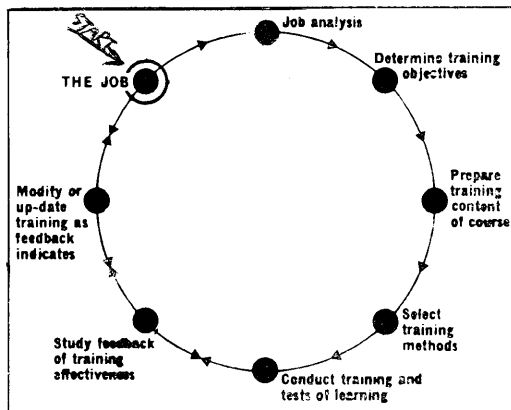 START
THE JOB
Job analysis
Determine training
objectives
Prepare
training
content
of course
Select
training
methods
Conduct training and
tests of learning
Study feedback
of training
effectiveness
Modify or
up-date
training as
feedback
indicates